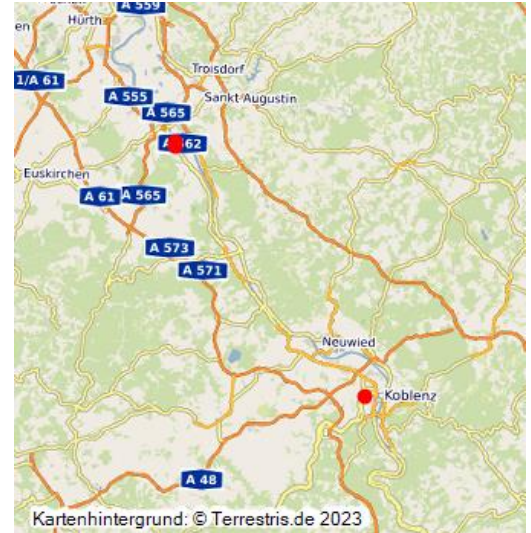 A 559
Hürth
Troisdorf
1/A 61
A 555
Sankt Augustin
A 565
Euskirchen
A 61
A 565
A 573
A 571
Neuwied
Koblenz
A 48
Kartenhintergrund: © Terrestris.de 2023